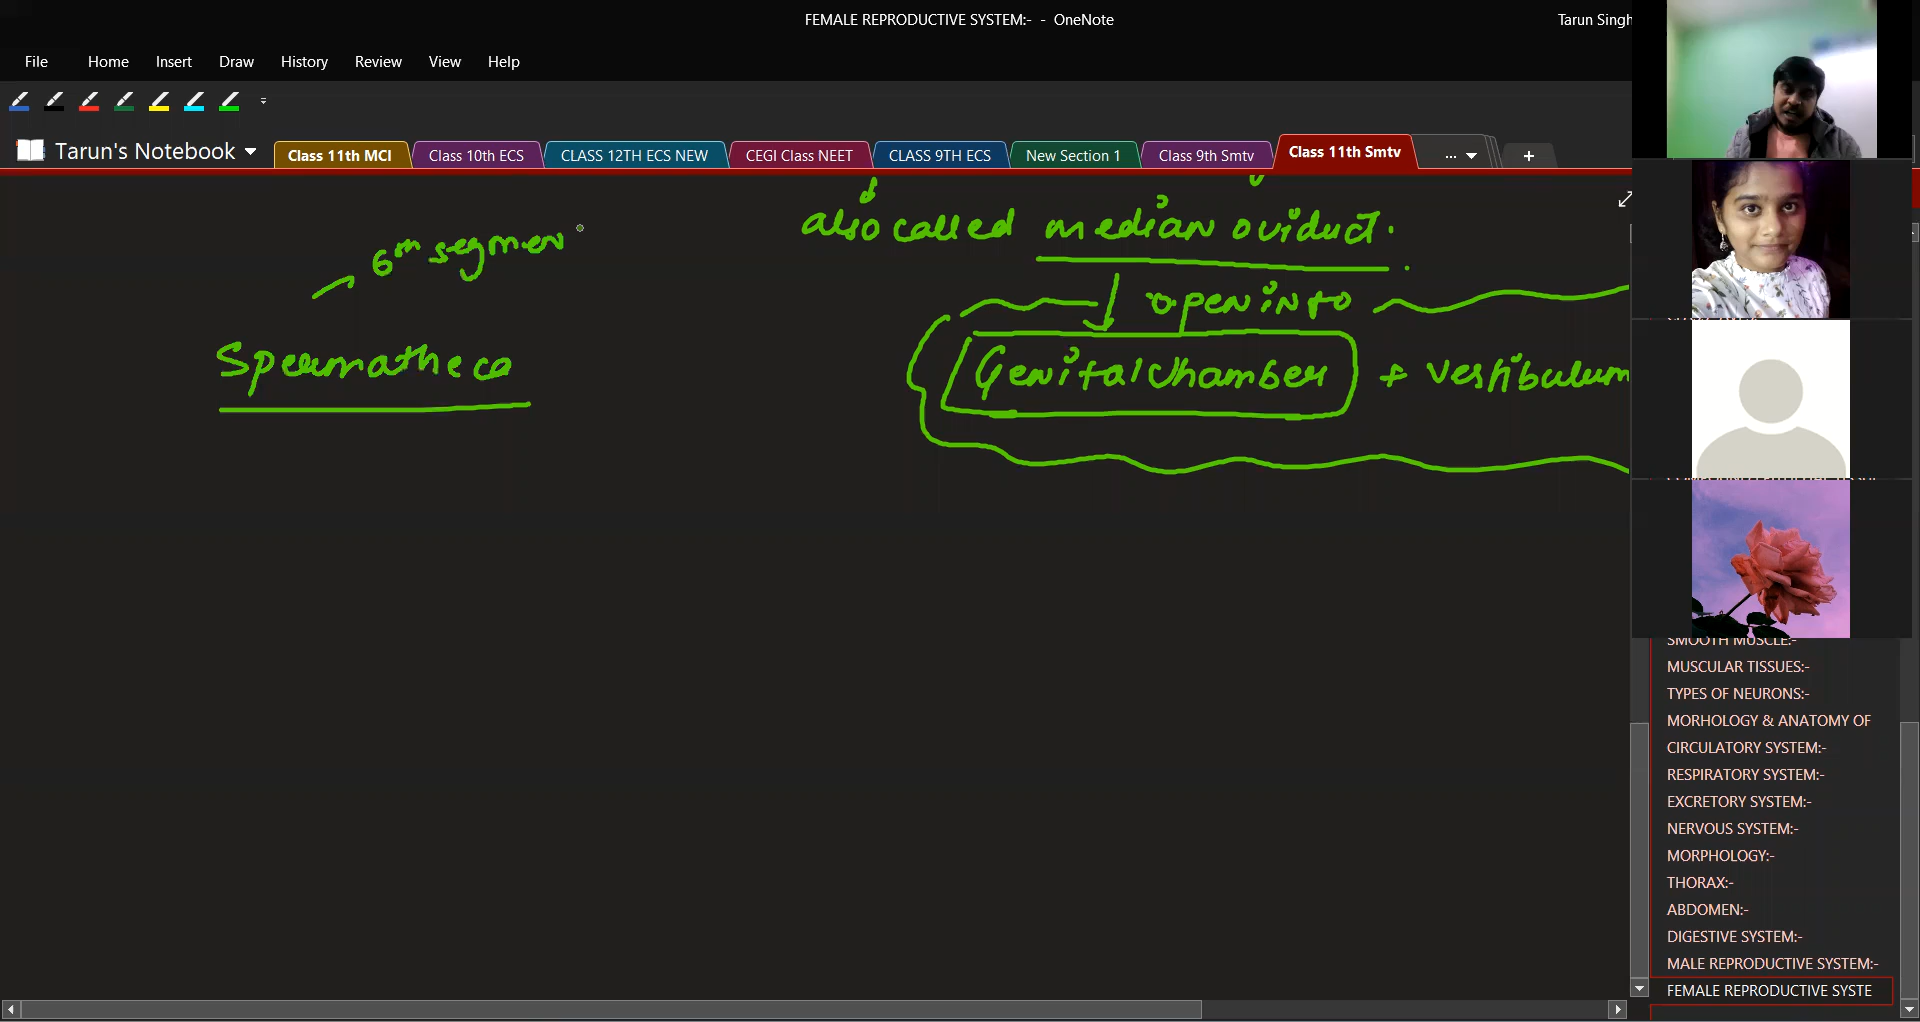 FEMALE REPRODUCTIVE SYSTEM:- - OneNote
Tarun Singh
File Home Insert Draw History Review View Help
Tarun's Notebook
Class 11th MCI
Class 10th ECS
CLASS 12TH ECS NEW
CEGI Class NEET
CLASS 9TH ECS
New Section 1
Class 9th Smtv
Class 11th Smtv
...
+
also called median oviduct.
6th segmen
open into
Spermatheca
Genital Chamber + vestibulum
SMOOTH MUSCLE:-
MUSCULAR TISSUES:-
TYPES OF NEURONS:-
MORHOLOGY & ANATOMY OF
CIRCULATORY SYSTEM:-
RESPIRATORY SYSTEM:-
EXCRETORY SYSTEM:-
NERVOUS SYSTEM:-
MORPHOLOGY:-
THORAX:-
ABDOMEN:-
DIGESTIVE SYSTEM:-
MALE REPRODUCTIVE SYSTEM:-
FEMALE REPRODUCTIVE SYSTE